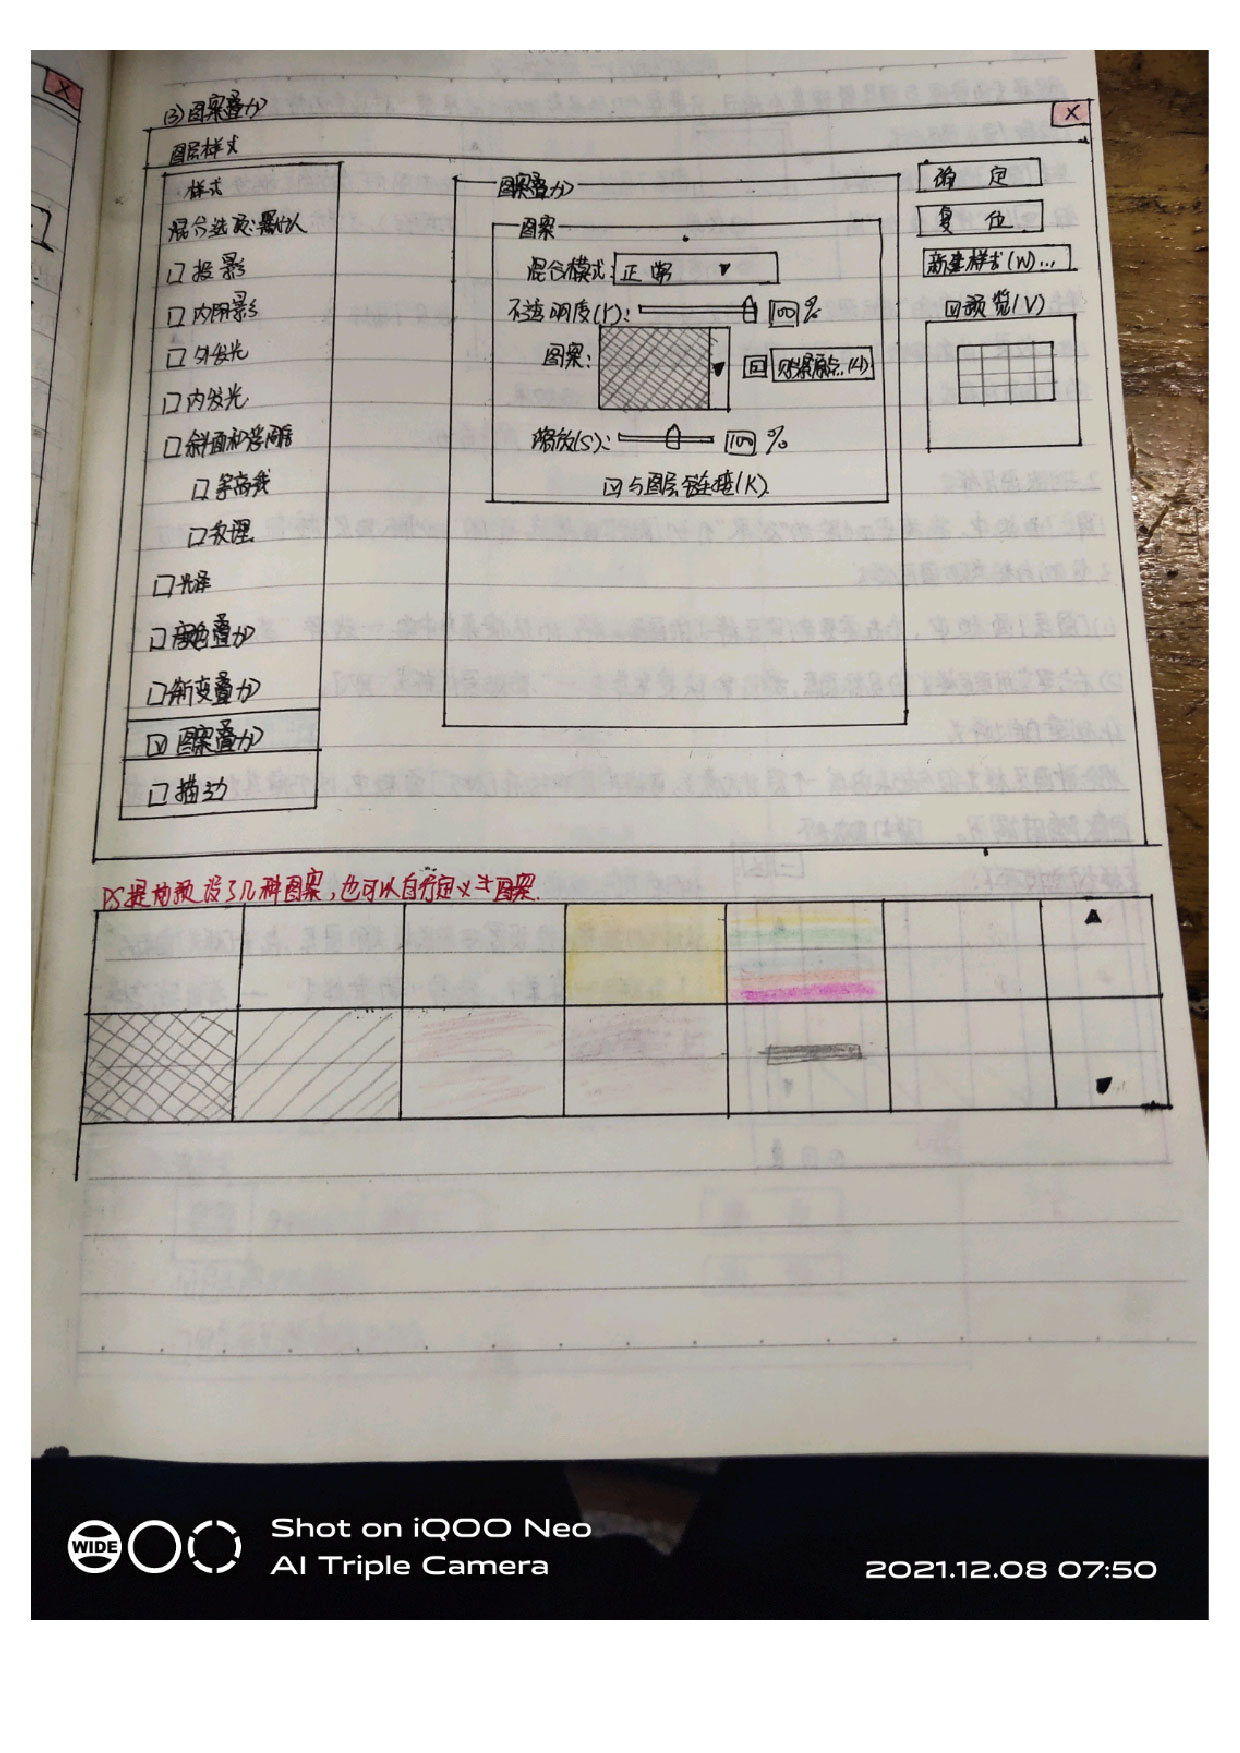 (3)图案叠加
图层样式
X
样式
混合选项:默认
投影
内阴影
外发光
内发光
斜面和浮雕
等高线
纹理
光泽
颜色叠加
渐变叠加
图案叠加
描边
图案叠加
图案
混合模式: 正常
不透明度(Y): 100 %
图案: 贴紧原点(A)
缩放(S): 100 %
与图层链接(K)
确定
复位
新建样式(W)...
预览(V)
PS提供预设了几种图案,也可以自行定义图案.
WIDE
Shot on iQOO Neo
AI Triple Camera
2021.12.08 07:50